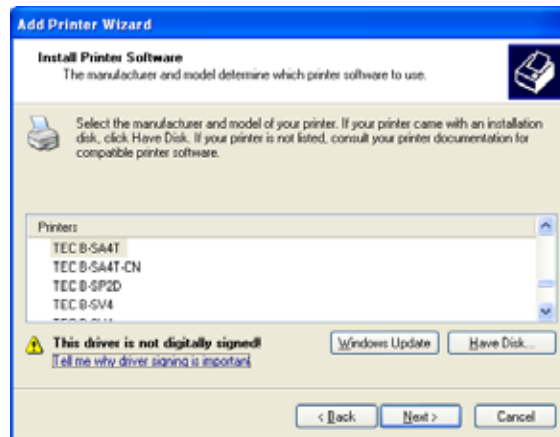 Add Printer Wizard
Install Printer Software
The manufacturer and model determine which printer software to use.
Select the manufacturer and model of your printer. If your printer came with an installation
disk, click Have Disk. If your printer is not listed, consult your printer documentation for
compatible printer software.
Printers
TEC B-SA4T
TEC B-SA4T-CN
TEC B-SP2D
TEC B-SV4
This driver is not digitally signed!
Windows Update
Have Disk...
Tell me why driver signing is important
< Back
Next >
Cancel